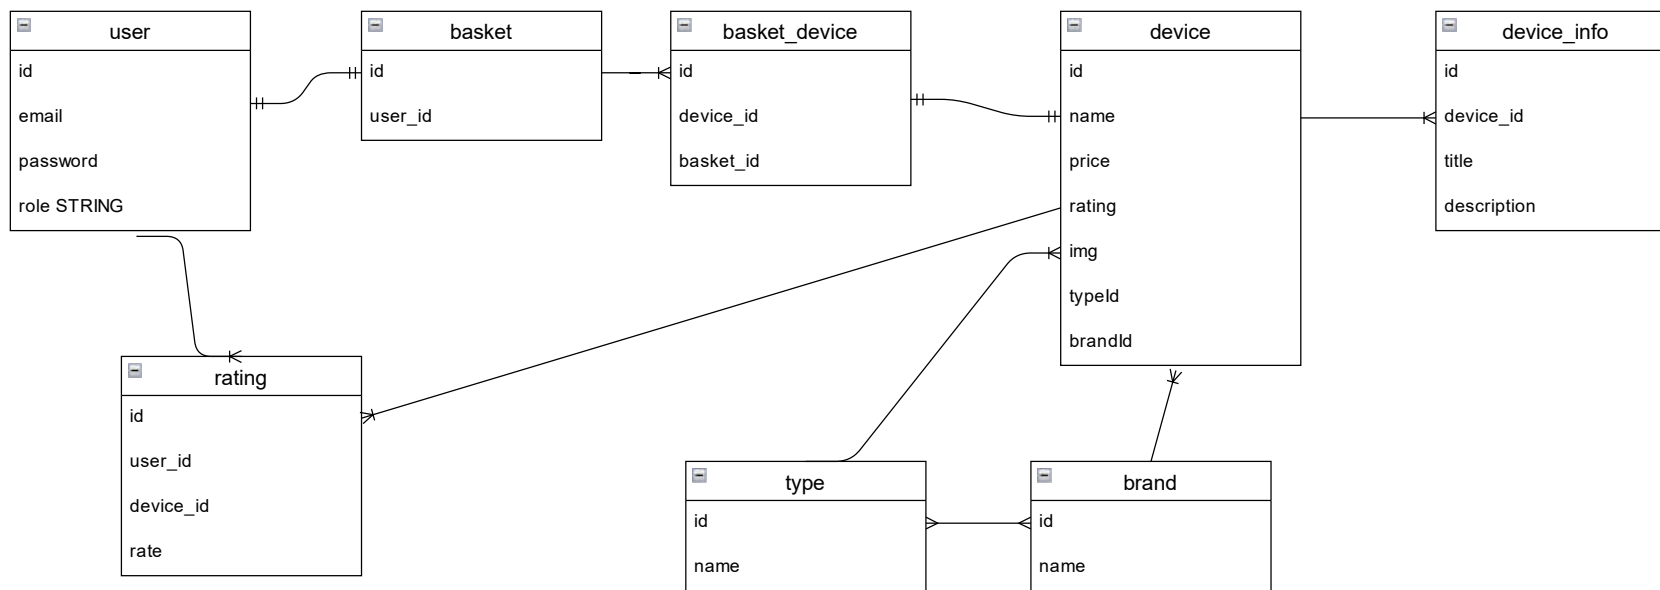 user
id
email
password
role STRING
basket
id
user_id
basket_device
id
device_id
basket_id
device
id
name
price
rating
img
typeId
brandId
device_info
id
device_id
title
description
rating
id
user_id
device_id
rate
type
id
name
brand
id
name